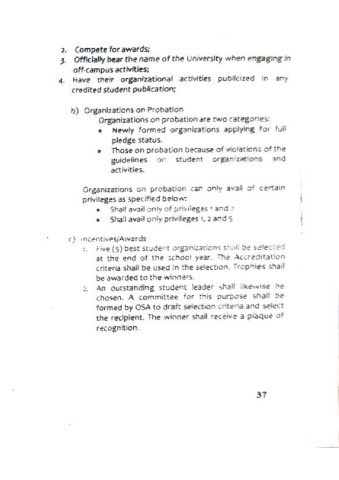 2. Compete for awards;
3. Officially bear the name of the University when engaging in
off-campus activities;
4. Have their organizational activities publicized in any
credited student publication;
b) Organizations on Probation
Organizations on probation are two categories:
• Newly formed organizations applying for full
pledge status.
• Those on probation because of violations of the
guidelines on student organizations and
activities.
Organizations on probation can only avail of certain
privileges as specified below:
• Shall avail only of privileges 1 and 2
• Shall avail only privileges 1, 2 and 5
c) Incentives/Awards
1. Five (5) best student organizations shall be selected
at the end of the school year. The Accreditation
criteria shall be used in the selection. Trophies shall
be awarded to the winners.
2. An outstanding student leader shall likewise be
chosen. A committee for this purpose shall be
formed by OSA to draft selection criteria and select
the recipient. The winner shall receive a plaque of
recognition.
37